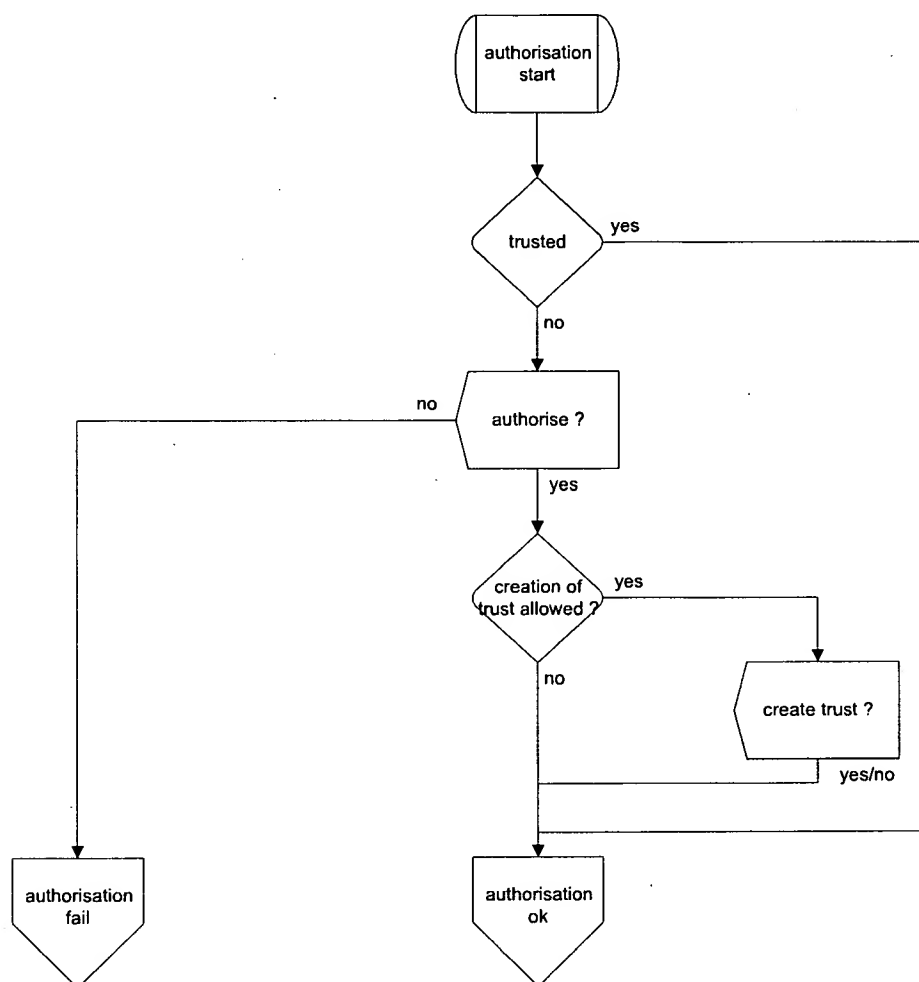 authorisation
start
trusted
yes
no
no
authorise ?
yes
creation of
trust allowed ?
yes
no
create trust ?
yes/no
authorisation
fail
authorisation
ok